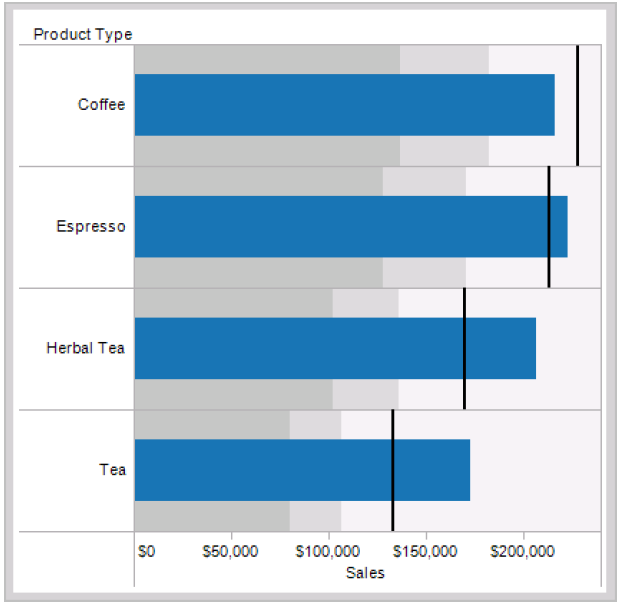 Product Type
Coffee
Espresso
Herbal Tea
Tea
$0 $50,000 $100,000 $150,000 $200,000
Sales